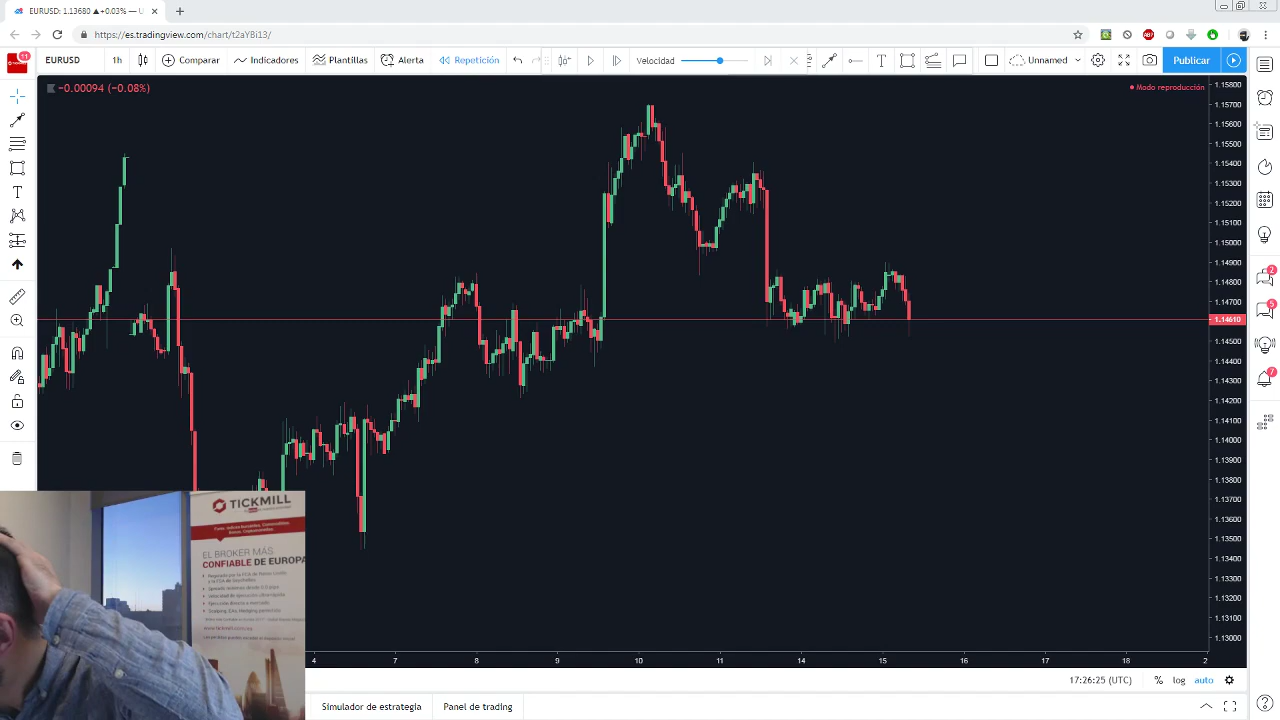 EURUSD: 1.13680 ▲+0.03% — U
https://es.tradingview.com/chart/t2aYBi13/
11
EURUSD
1h
Comparar
Indicadores
Plantillas
Alerta
Repetición
Velocidad
Unnamed
Publicar
−0.00094 (−0.08%)
Modo reproducción
1.15800
1.15700
1.15600
1.15500
1.15400
1.15300
1.15200
1.15100
1.15000
1.14900
1.14800
1.14700
1.14610
1.14500
1.14400
1.14300
1.14200
1.14100
1.14000
1.13900
1.13800
1.13700
1.13600
1.13500
1.13400
1.13300
1.13200
1.13100
1.13000
2
5
7
TICKMILL
EL BROKER MÁS
CONFIABLE DE EUROPA
4 7 8 9 10 11 14 15 16 17 18 2
17:26:25 (UTC)
%
log
auto
Simulador de estrategia
Panel de trading